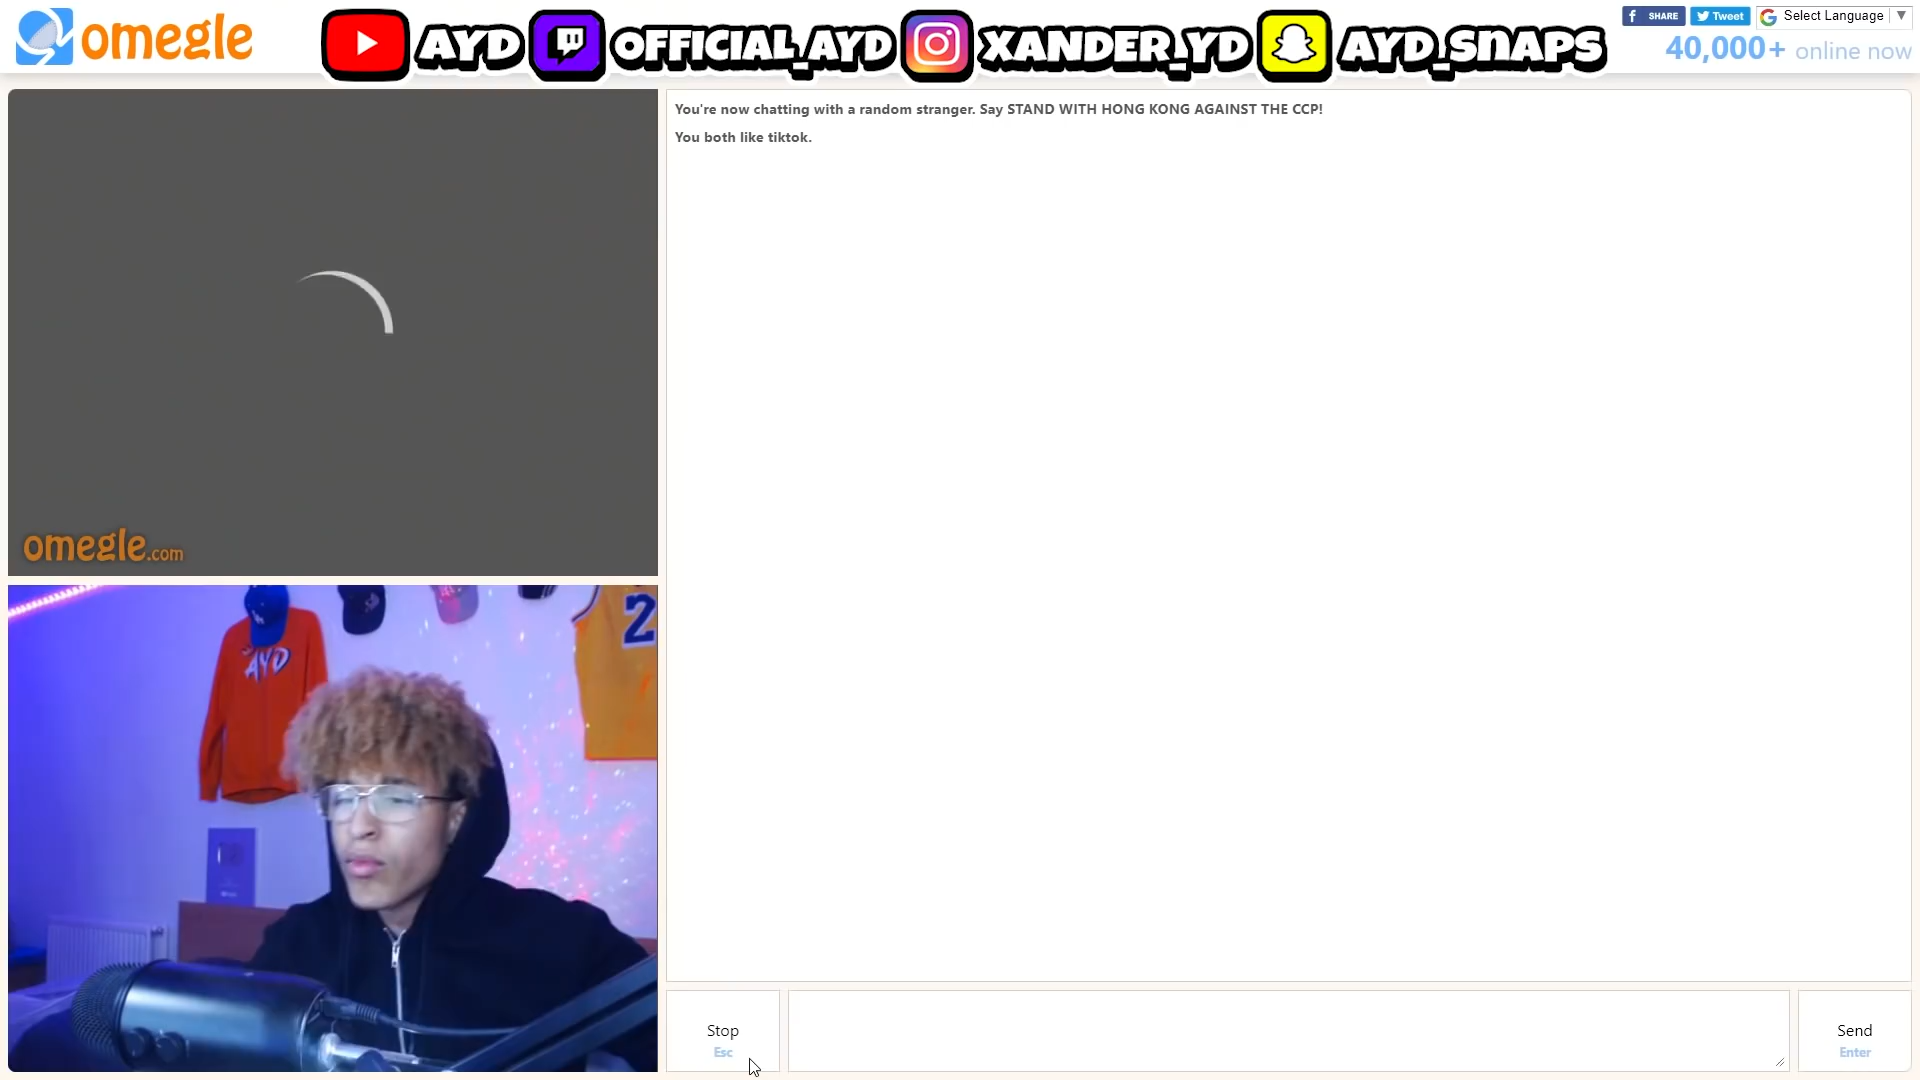 omegle
AYD
OFFICIAL_AYD
XANDER_YD
AYD_SNAPS
SHARE
Tweet
Select Language
40,000+ online now
You're now chatting with a random stranger. Say STAND WITH HONG KONG AGAINST THE CCP!
You both like tiktok.
omegle.com
AYD
2
Stop
Esc
Send
Enter